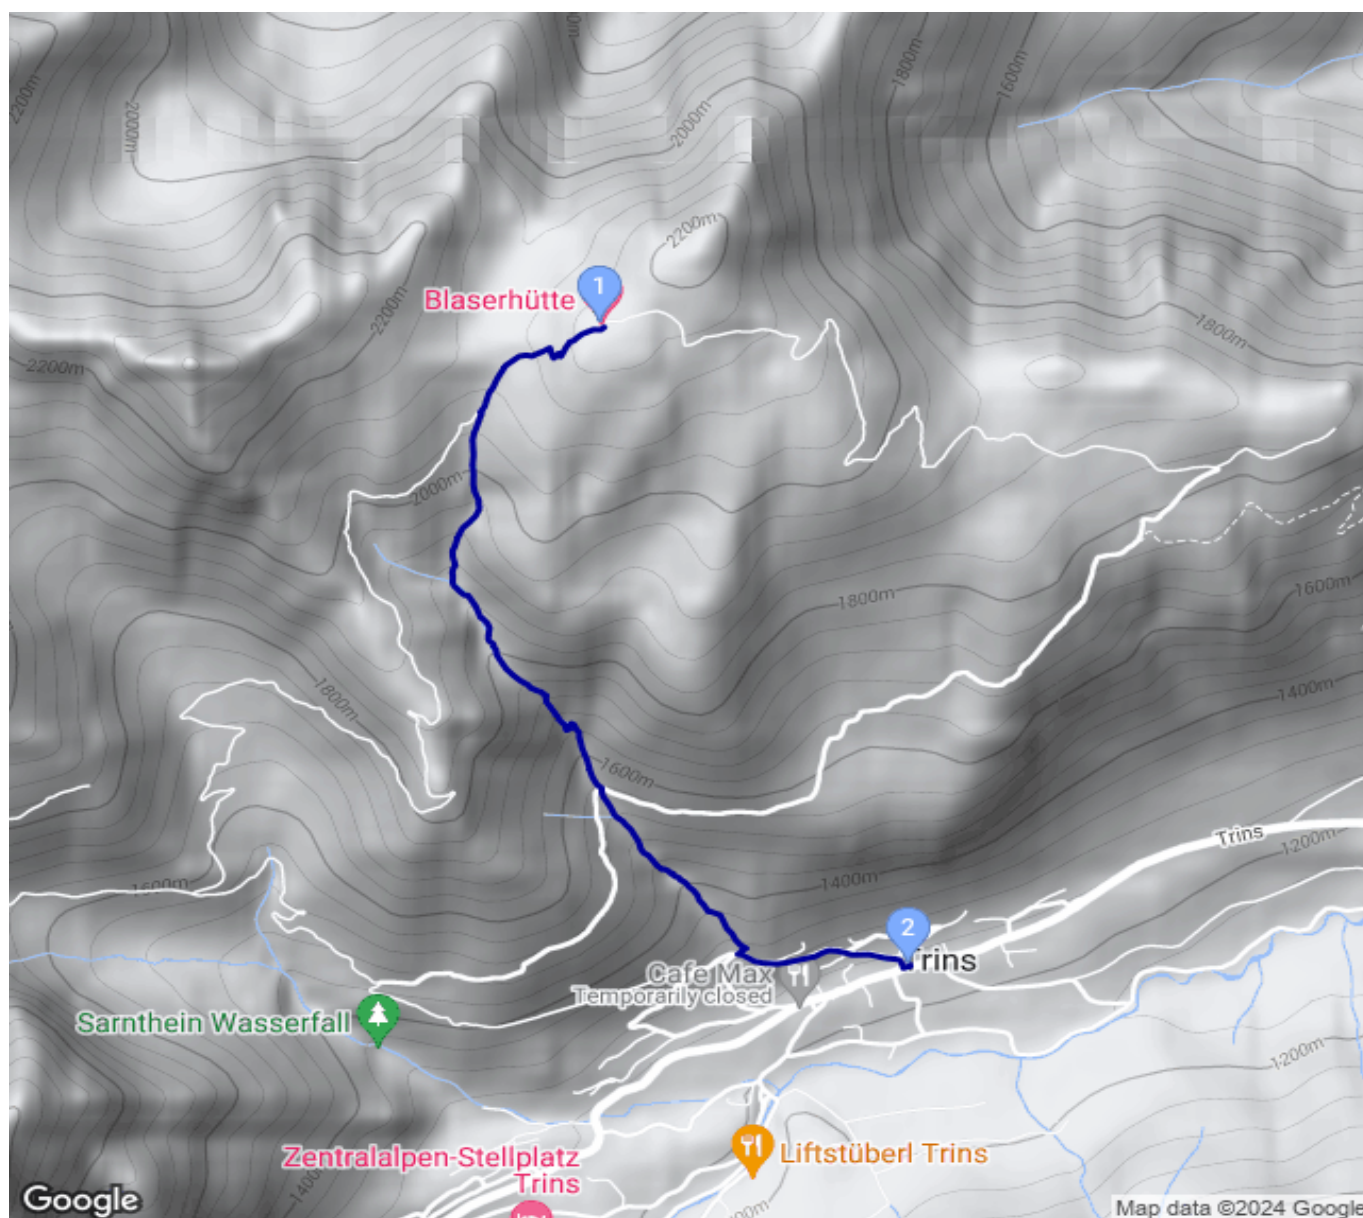 2200m
2000m
2000m
1800m
1600m
2200m
2200m
2200m
1
Blaserhütte
1800m
2000m
1800m
1600m
1400m
1800m
1600m
1600m
1400m
Trins
1200m
2
Trins
Cafe Max
Temporarily closed
Sarnthein Wasserfall
1200m
Zentralalpen-Stellplatz
Trins
Liftstüberl Trins
1400m
Google
Map data ©2024 Google